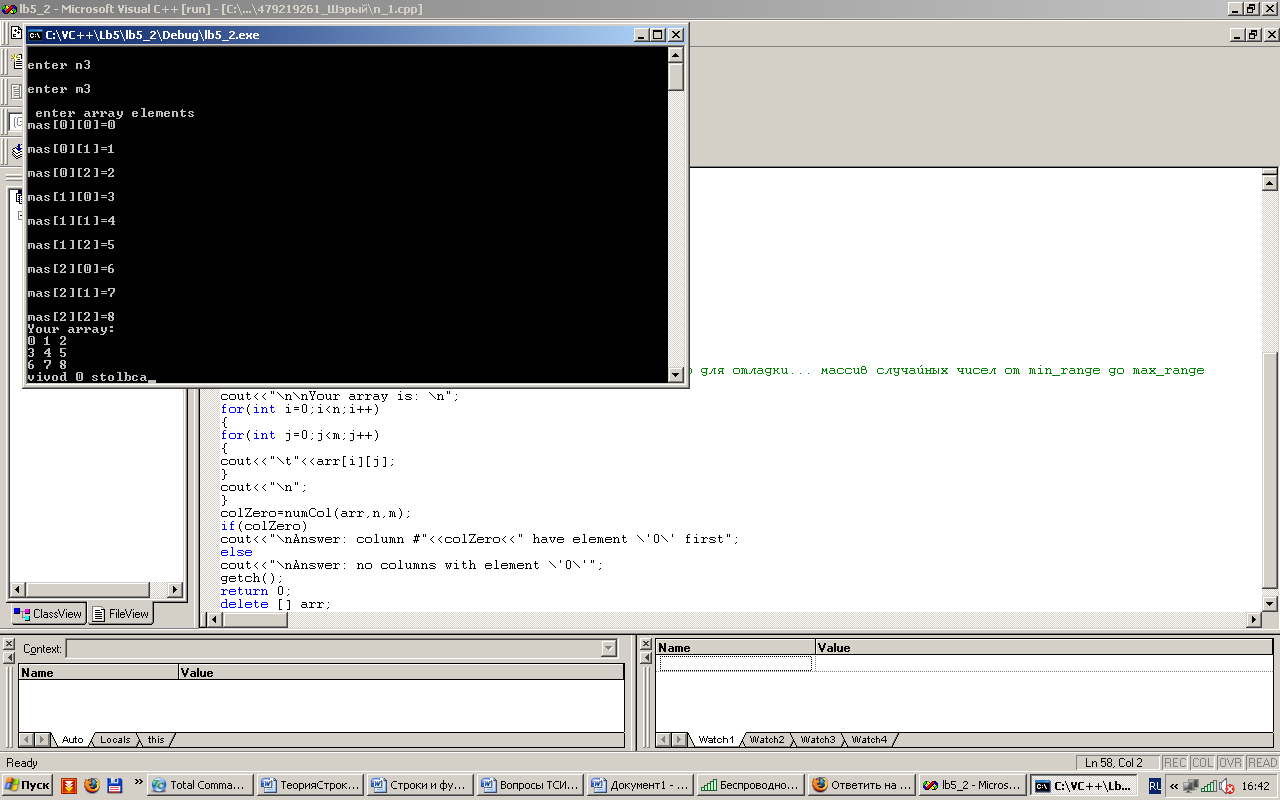 lb5_2 - Microsoft Visual C++ [run] - [C:\...\479219261_Шэрый\n_1.cpp]
C:\VC++\Lb5\lb5_2\Debug\lb5_2.exe
enter n3
enter m3
enter array elements
mas[0][0]=0
mas[0][1]=1
mas[0][2]=2
mas[1][0]=3
mas[1][1]=4
mas[1][2]=5
mas[2][0]=6
mas[2][1]=7
mas[2][2]=8
Your array:
0 1 2
3 4 5
6 7 8
vivod 0 stolbca_
для отладки... массив случайных чисел от min_range до max_range
cout<<"\n\nYour array is: \n";
for(int i=0;i<n;i++)
{
for(int j=0;j<m;j++)
{
cout<<"\t"<<arr[i][j];
}
cout<<"\n";
}
colZero=numCol(arr,n,m);
if(colZero)
cout<<"\nAnswer: column #"<<colZero<<" have element \'0\' first";
else
cout<<"\nAnswer: no columns with element \'0\'";
getch();
return 0;
delete [] arr;
ClassView FileView
Context:
Name Value
Auto Locals this
Name Value
Watch1 Watch2 Watch3 Watch4
Ready
Ln 58, Col 2 REC COL OVR READ
Пуск » Total Comma... ТеорияСтрок... Строки и фу... Вопросы ТСИ... Документ1 - ... Беспроводно... Ответить на ... lb5_2 - Micros... C:\VC++\Lb... RU « 16:42